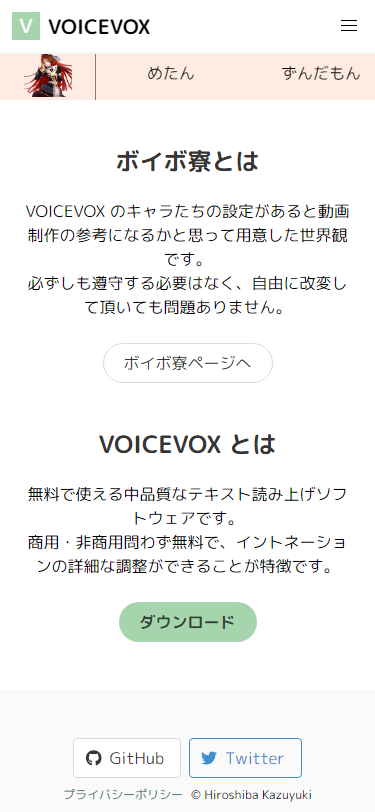 V VOICEVOX
めたん ずんだもん
ボイボ寮とは
VOICEVOX のキャラたちの設定があると動画
制作の参考になるかと思って用意した世界観
です。
必ずしも遵守する必要はなく、自由に改変し
て頂いても問題ありません。
ボイボ寮ページへ
VOICEVOX とは
無料で使える中品質なテキスト読み上げソフ
トウェアです。
商用・非商用問わず無料で、イントネーショ
ンの詳細な調整ができることが特徴です。
ダウンロード
GitHub Twitter
プライバシーポリシー © Hiroshiba Kazuyuki